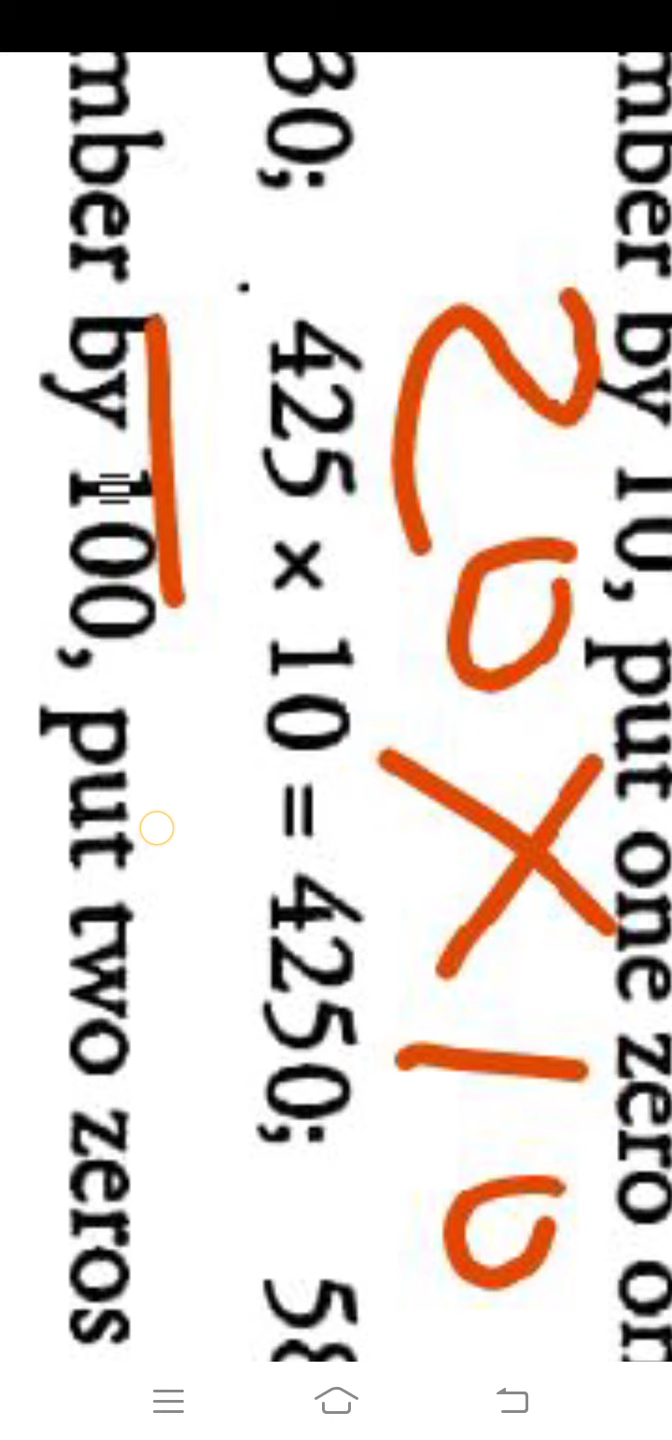 mber by 10, put one zero on
20 X 10
30; 425 × 10 = 4250; 58
mber by 100, put two zeros